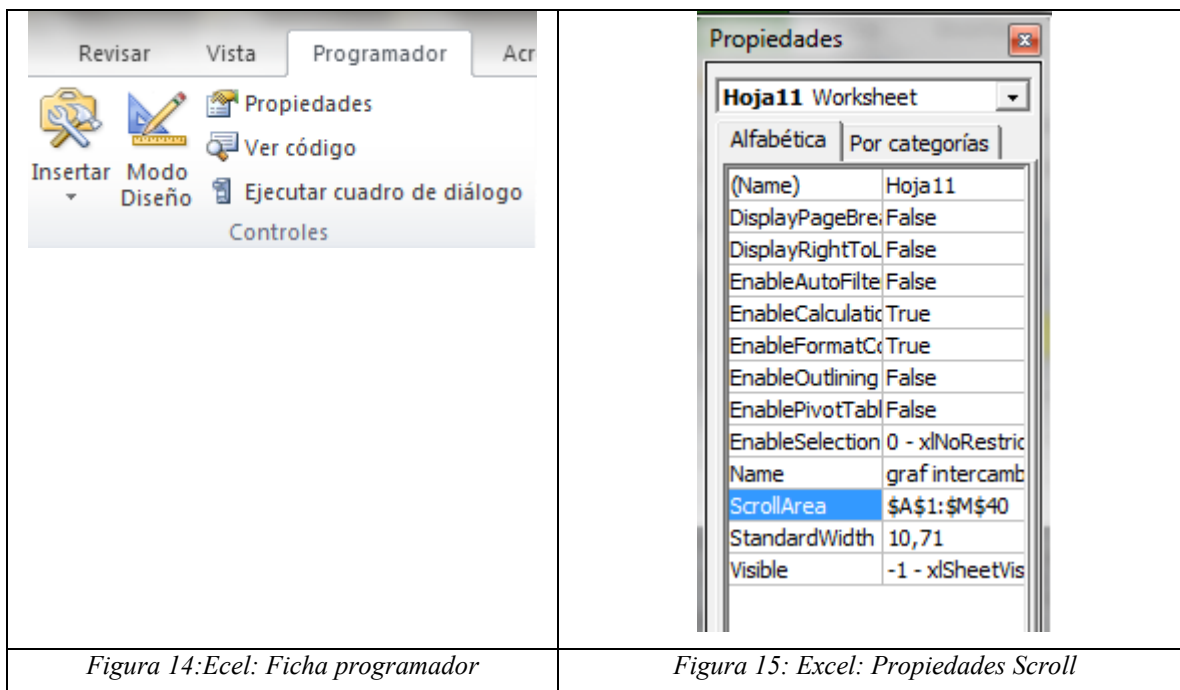 Revisar Vista Programador Acr
Propiedades
Ver código
Insertar Modo
Diseño Ejecutar cuadro de diálogo
Controles
Figura 14:Ecel: Ficha programador
Propiedades
Hoja11 Worksheet
Alfabética Por categorías
(Name) Hoja11
DisplayPageBrea False
DisplayRightToL False
EnableAutoFilte False
EnableCalculatic True
EnableFormatCo True
EnableOutlining False
EnablePivotTabl False
EnableSelection 0 - xlNoRestric
Name graf intercamb
ScrollArea $A$1:$M$40
StandardWidth 10,71
Visible -1 - xlSheetVis
Figura 15: Excel: Propiedades Scroll